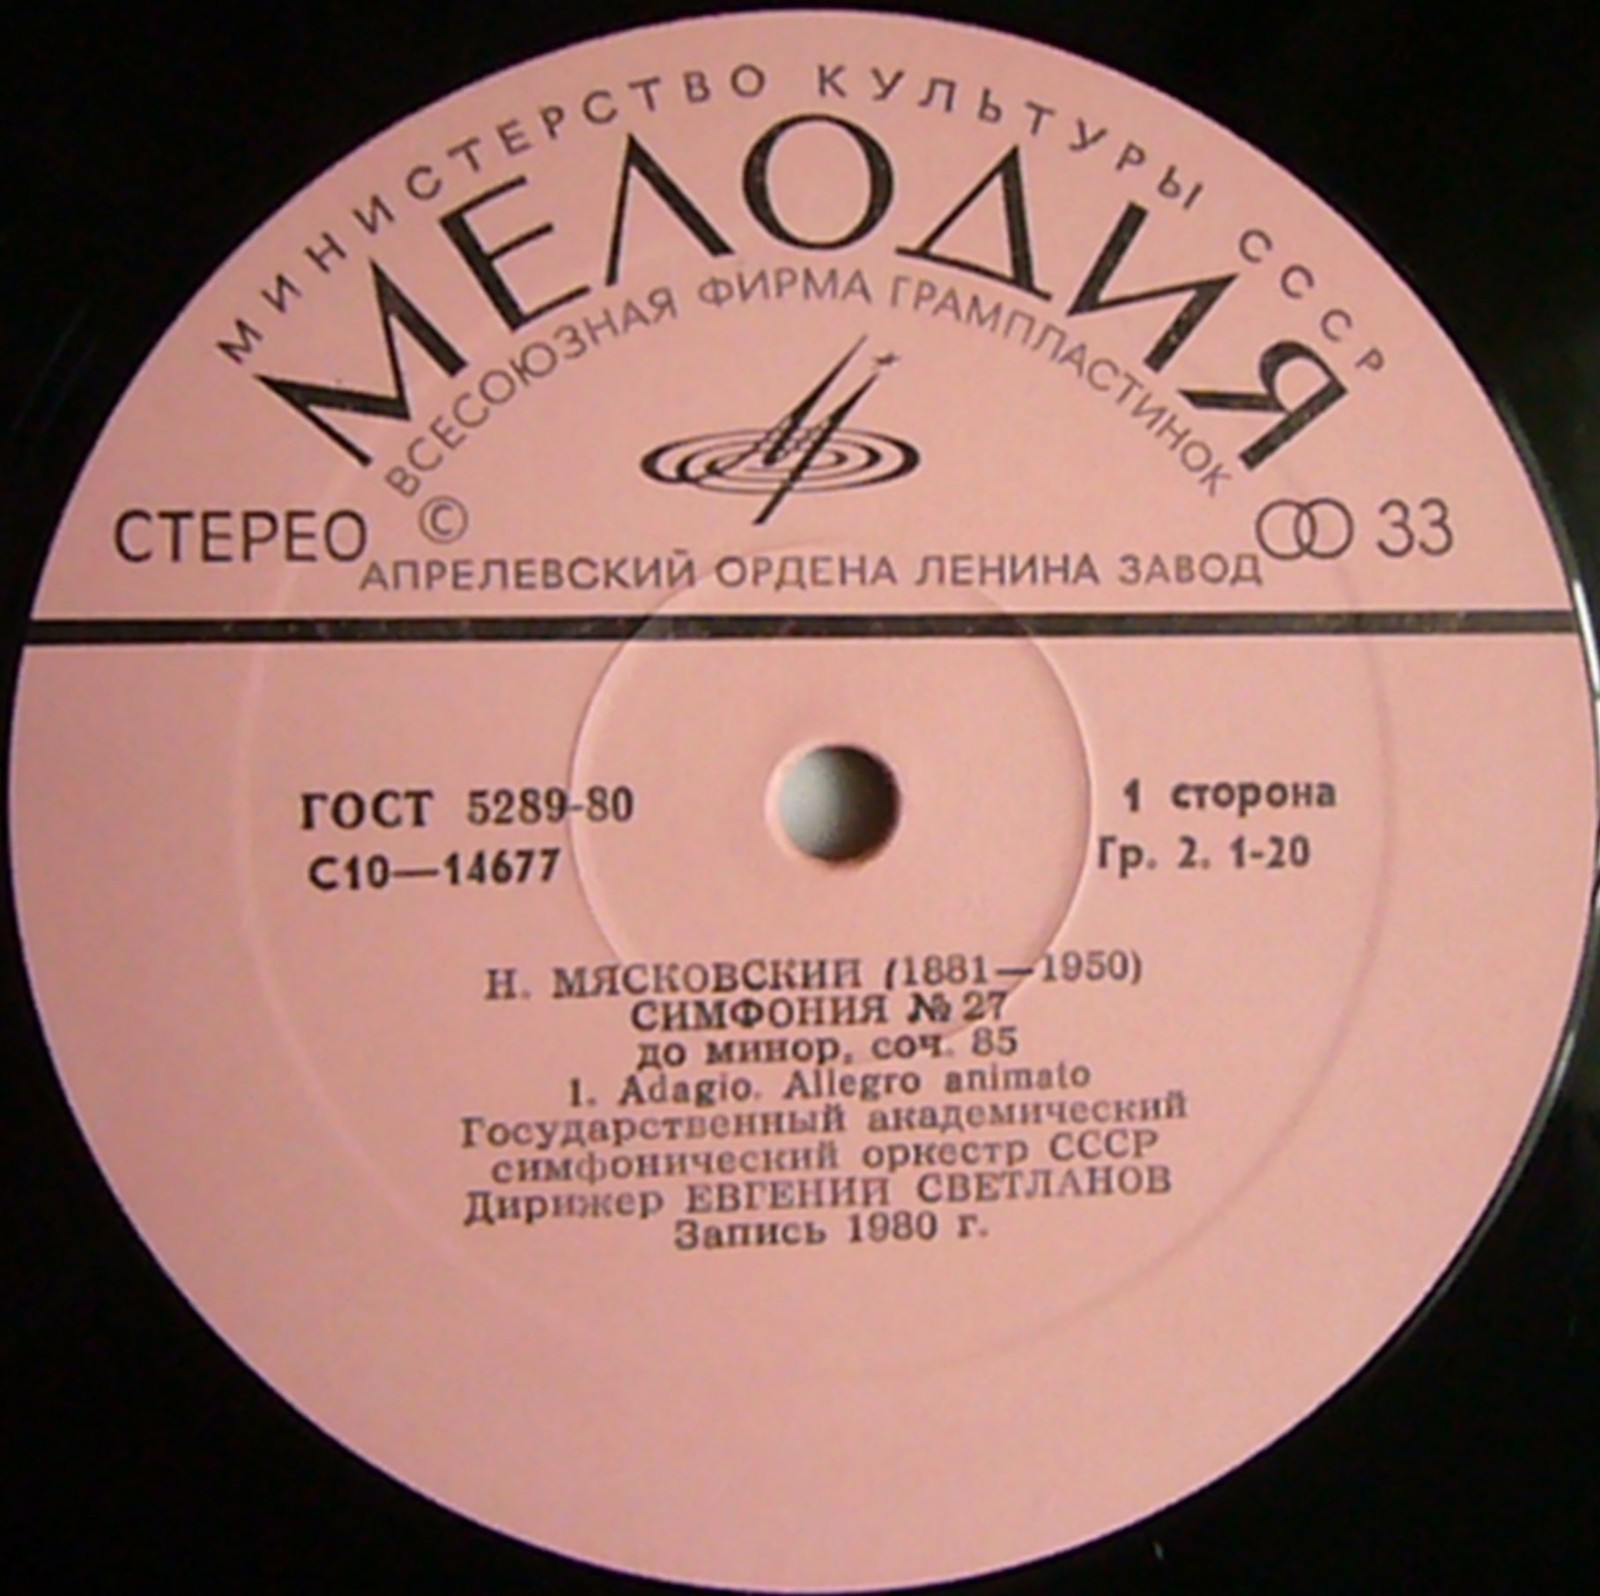 МИНИСТЕРСТВО КУЛЬТУРЫ СССР
МЕЛОДИЯ
ВСЕСОЮЗНАЯ ФИРМА ГРАМПЛАСТИНОК
СТЕРЕО © 33
АПРЕЛЕВСКИЙ ОРДЕНА ЛЕНИНА ЗАВОД
ГОСТ 5289-80
С10—14677
1 сторона
Гр. 2. 1-20
Н. МЯСКОВСКИЙ (1881—1950)
СИМФОНИЯ № 27
до минор, соч. 85
1. Adagio. Allegro animato
Государственный академический
симфонический оркестр СССР
Дирижер ЕВГЕНИЙ СВЕТЛАНОВ
Запись 1980 г.